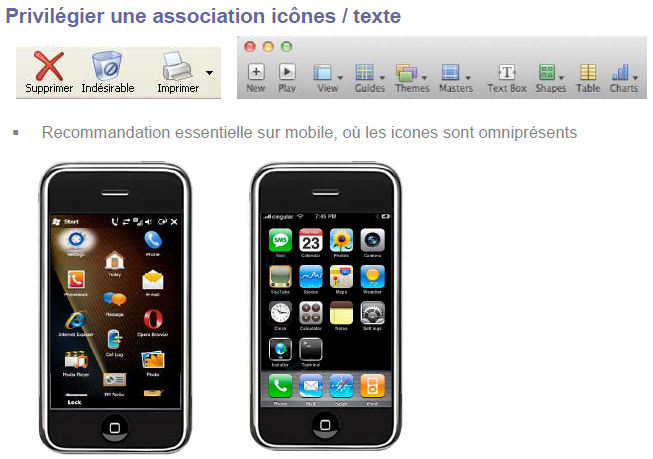 Privilégier une association icônes / texte
Supprimer Indésirable Imprimer
New Play View Guides Themes Masters Text Box Shapes Table Charts
▪ Recommandation essentielle sur mobile, où les icones sont omniprésents
Start
Settings Phone
Today
Phonebook E-mail
Message
Internet Explorer Opera Browser
Call Log
Media Player Photo
FM Radio
Lock
cingular 7:45 PM
SMS 23
Text Calendar Photos Camera
YouTube Stocks Maps Weather
Clock Calculator Notes Settings
Installer Terminal
Phone Mail Safari iPod